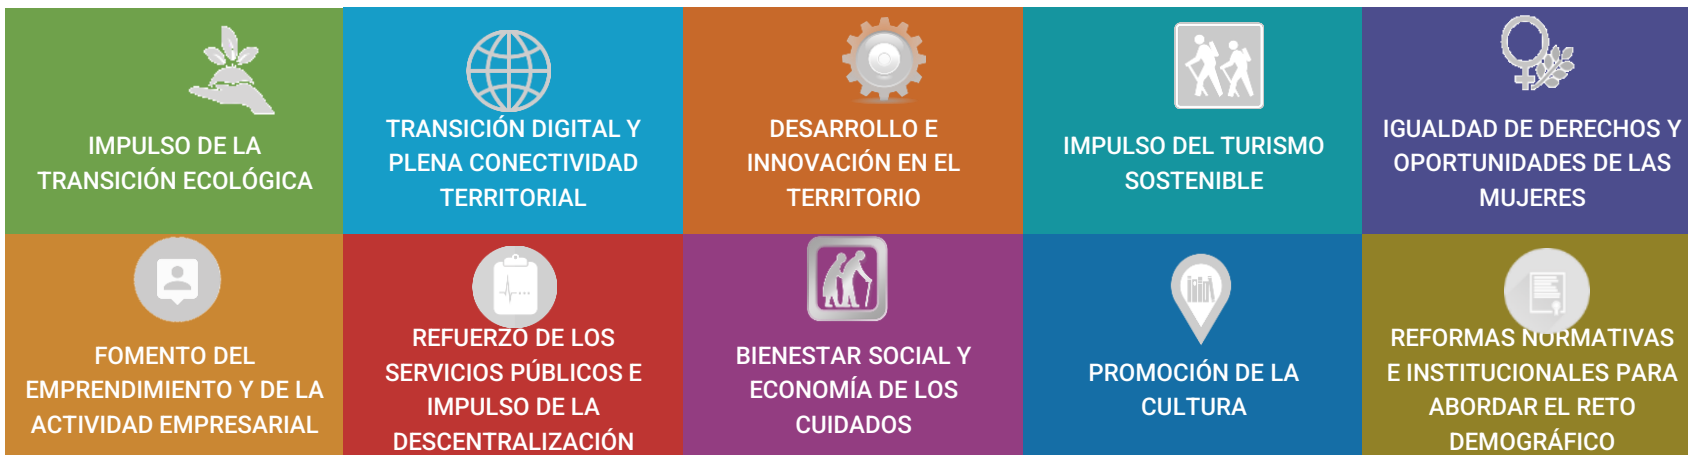 IMPULSO DE LA
TRANSICIÓN ECOLÓGICA
TRANSICIÓN DIGITAL Y
PLENA CONECTIVIDAD
TERRITORIAL
DESARROLLO E
INNOVACIÓN EN EL
TERRITORIO
IMPULSO DEL TURISMO
SOSTENIBLE
IGUALDAD DE DERECHOS Y
OPORTUNIDADES DE LAS
MUJERES
FOMENTO DEL
EMPRENDIMIENTO Y DE LA
ACTIVIDAD EMPRESARIAL
REFUERZO DE LOS
SERVICIOS PÚBLICOS E
IMPULSO DE LA
DESCENTRALIZACIÓN
BIENESTAR SOCIAL Y
ECONOMÍA DE LOS
CUIDADOS
PROMOCIÓN DE LA
CULTURA
REFORMAS NORMATIVAS
E INSTITUCIONALES PARA
ABORDAR EL RETO
DEMOGRÁFICO